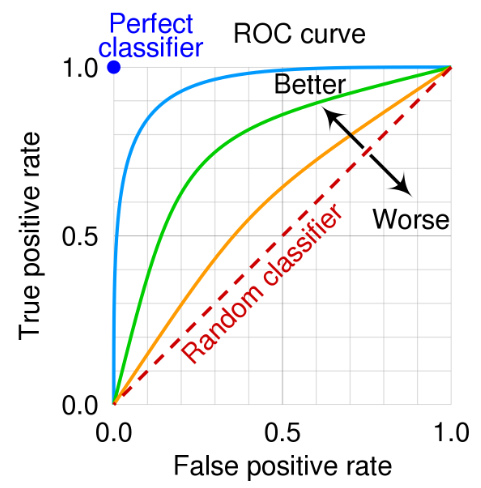 Perfect
classifier
ROC curve
1.0
Better
True positive rate
0.5
Worse
Random classifier
0.0
0.0
0.5
1.0
False positive rate